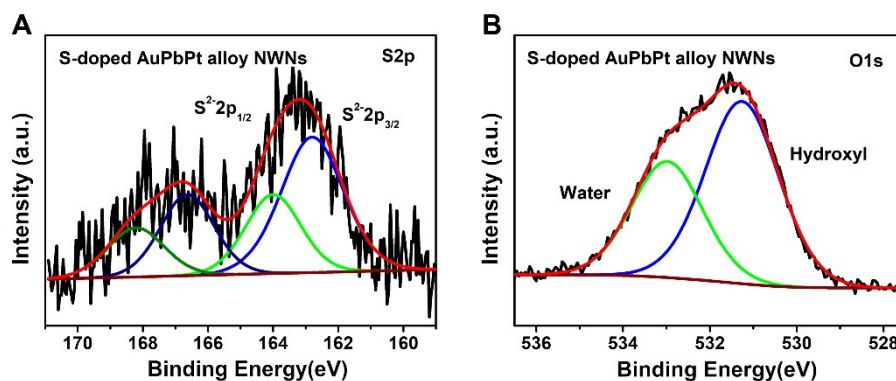 A
S-doped AuPbPt alloy NWNs
S2p
S²⁻2p₁/₂
S²⁻2p₃/₂
Intensity (a.u.)
170 168 166 164 162 160
Binding Energy(eV)
B
S-doped AuPbPt alloy NWNs
O1s
Hydroxyl
Water
Intensity (a.u.)
536 534 532 530 528
Binding Energy(eV)